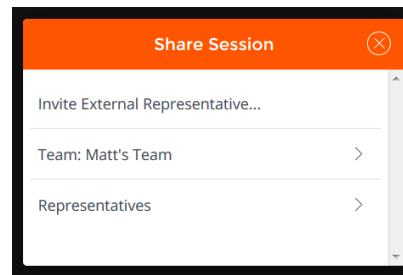 Share Session
Invite External Representative...
Team: Matt's Team
Representatives